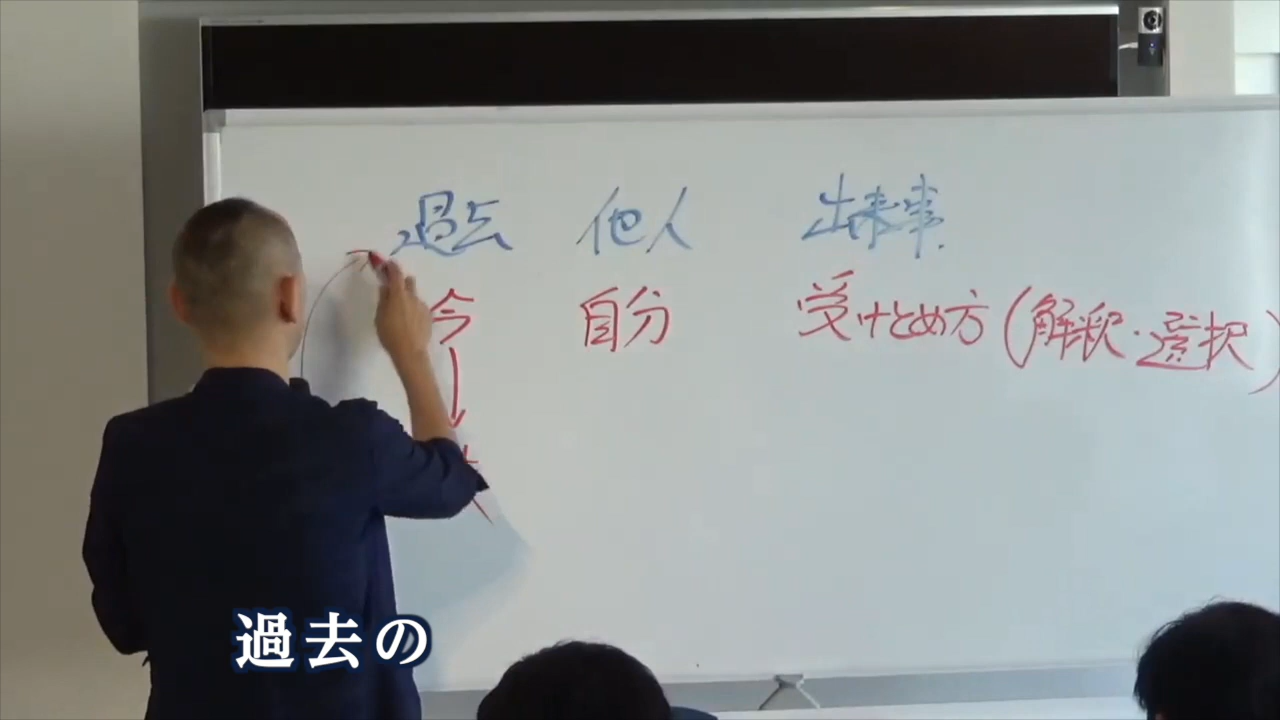 過去 他人 出来事
今 自分 受けとめ方(解釈・選択)
過去の